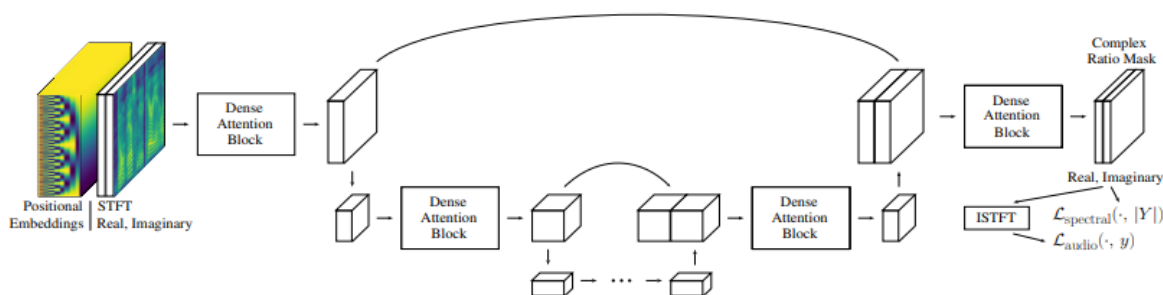 Positional
Embeddings
STFT
Real, Imaginary
Dense
Attention
Block
Dense
Attention
Block
...
Dense
Attention
Block
Dense
Attention
Block
Complex
Ratio Mask
Real, Imaginary
ISTFT
ℒspectral(·, |Y|)
ℒaudio(·, y)